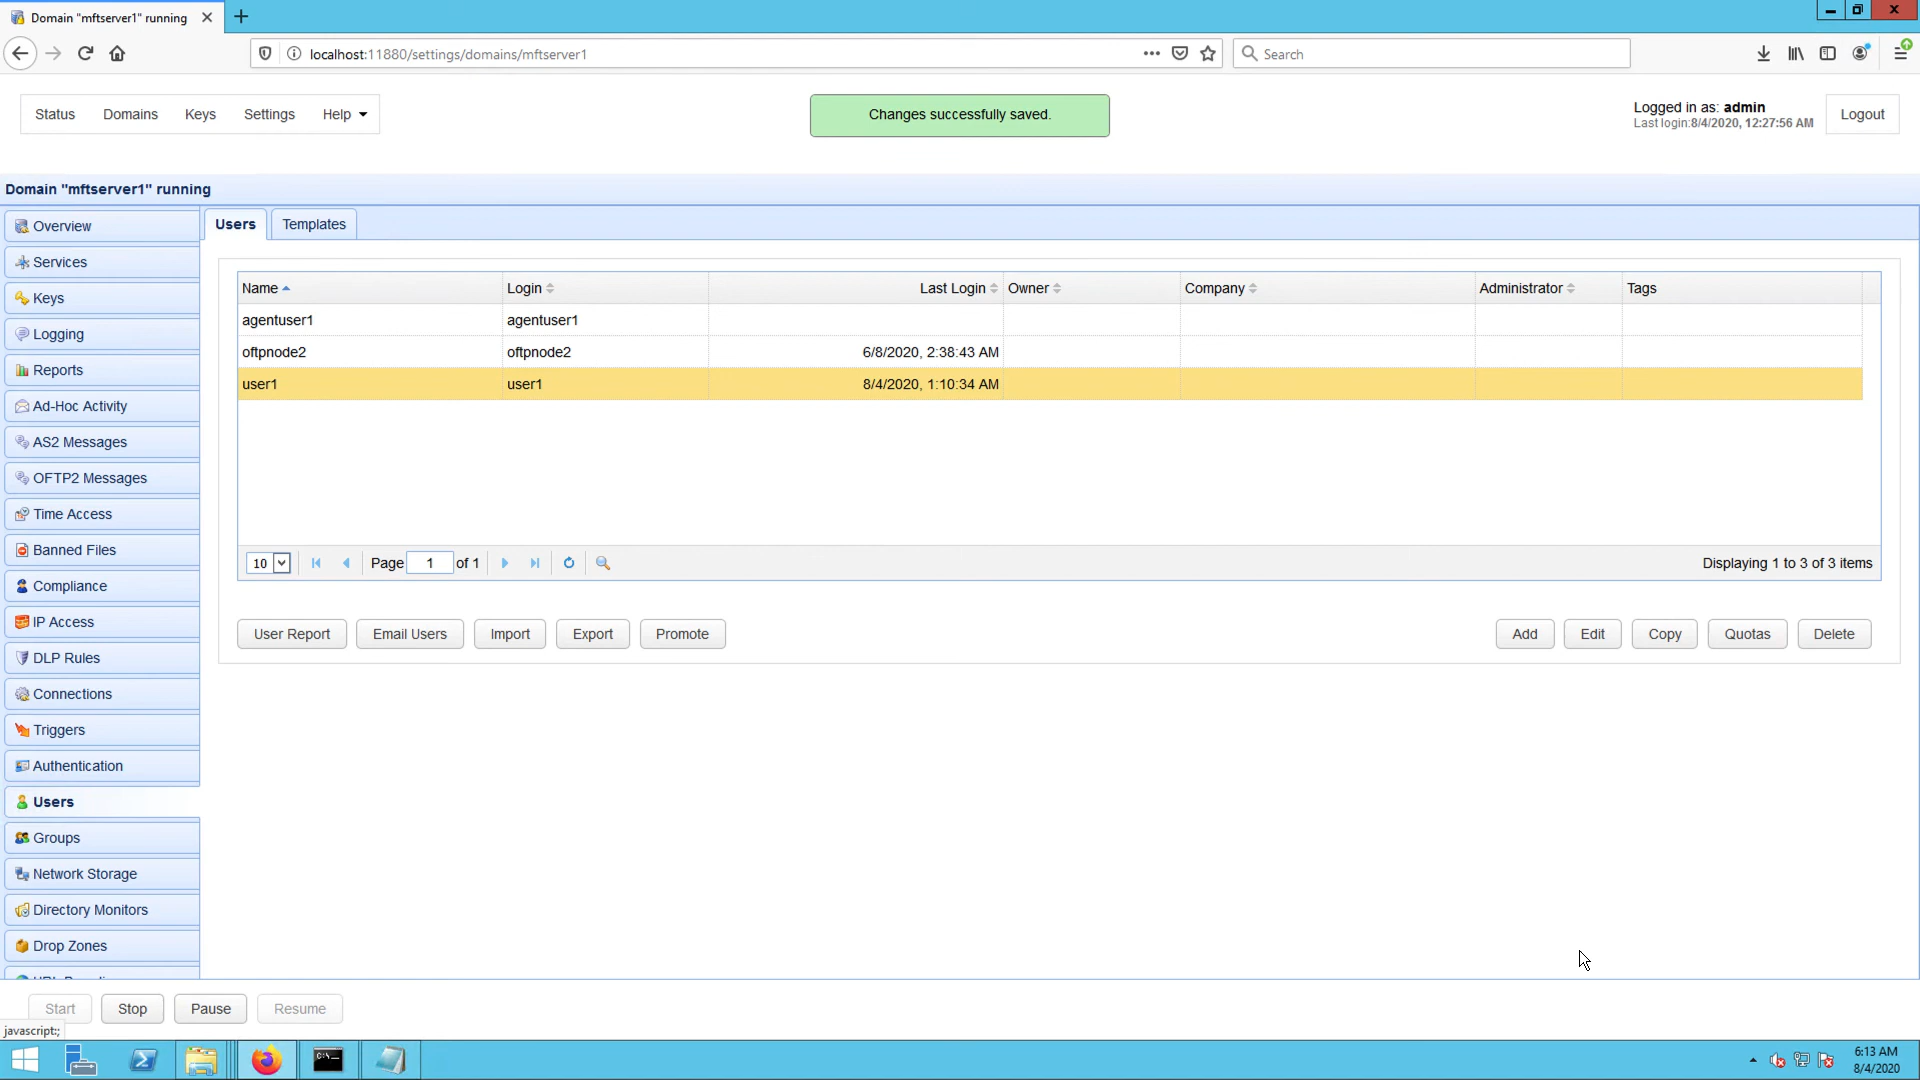 Domain "mftserver1" running
localhost:11880/settings/domains/mftserver1
Search
Status
Domains
Keys
Settings
Help
Changes successfully saved.
Logged in as: admin
Last login:8/4/2020, 12:27:56 AM
Logout
Domain "mftserver1" running
Overview
Services
Keys
Logging
Reports
Ad-Hoc Activity
AS2 Messages
OFTP2 Messages
Time Access
Banned Files
Compliance
IP Access
DLP Rules
Connections
Triggers
Authentication
Users
Groups
Network Storage
Directory Monitors
Drop Zones
Users
Templates
Name Login Last Login Owner Company Administrator Tags
agentuser1 agentuser1
oftpnode2 oftpnode2 6/8/2020, 2:38:43 AM
user1 user1 8/4/2020, 1:10:34 AM
10 Page 1 of 1 Displaying 1 to 3 of 3 items
User Report
Email Users
Import
Export
Promote
Add
Edit
Copy
Quotas
Delete
Start
Stop
Pause
Resume
javascript:;
6:13 AM
8/4/2020